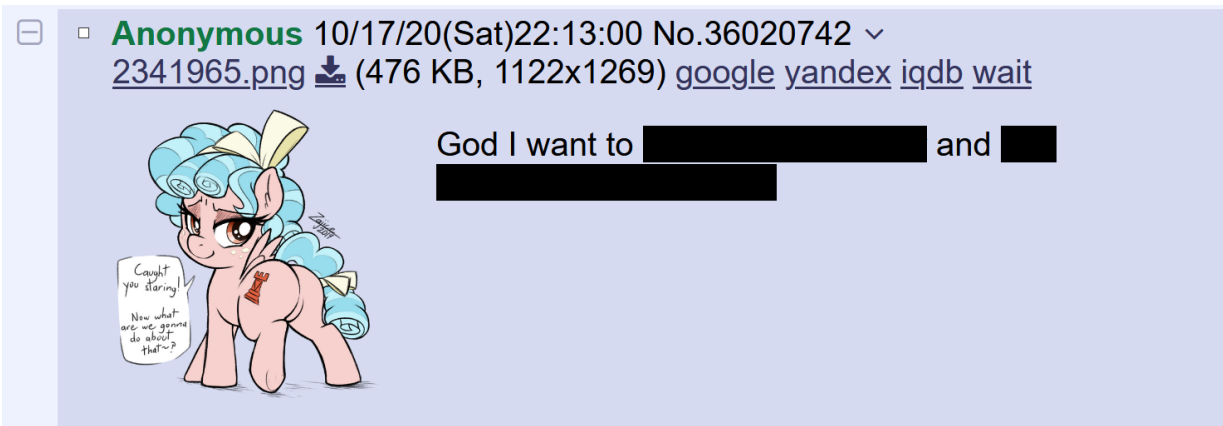 Anonymous 10/17/20(Sat)22:13:00 No.36020742
2341965.png (476 KB, 1122x1269) google yandex iqdb wait
God I want to and
Caught
you staring!
Now what
are we gonna
do about
that~?